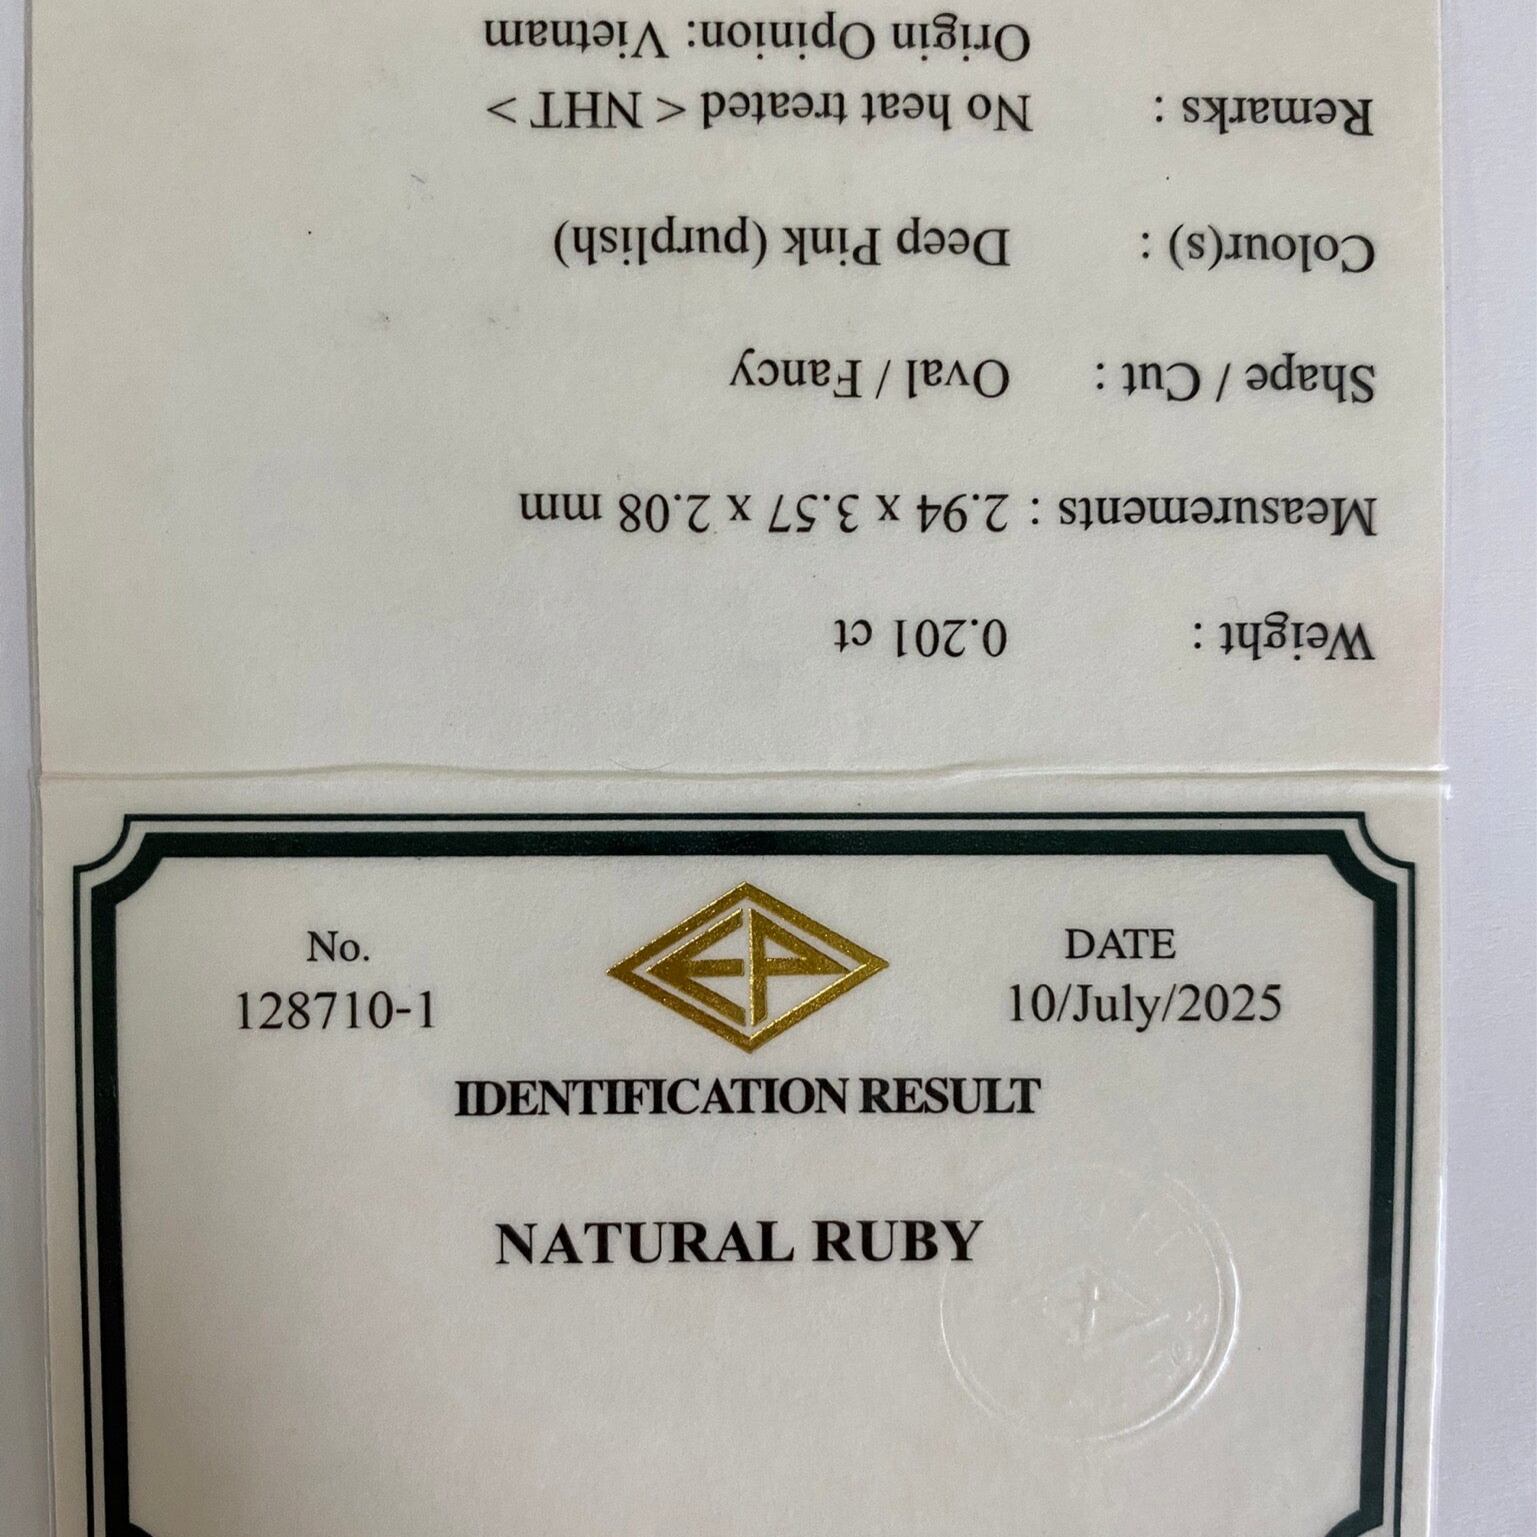 No.
128710-1
EP
DATE
10/July/2025
IDENTIFICATION RESULT
NATURAL RUBY
Weight : 0.201 ct
Measurements : 2.94 x 3.57 x 2.08 mm
Shape / Cut : Oval / Fancy
Colour(s) : Deep Pink (purplish)
Remarks : No heat treated < NHT >
Origin Opinion: Vietnam